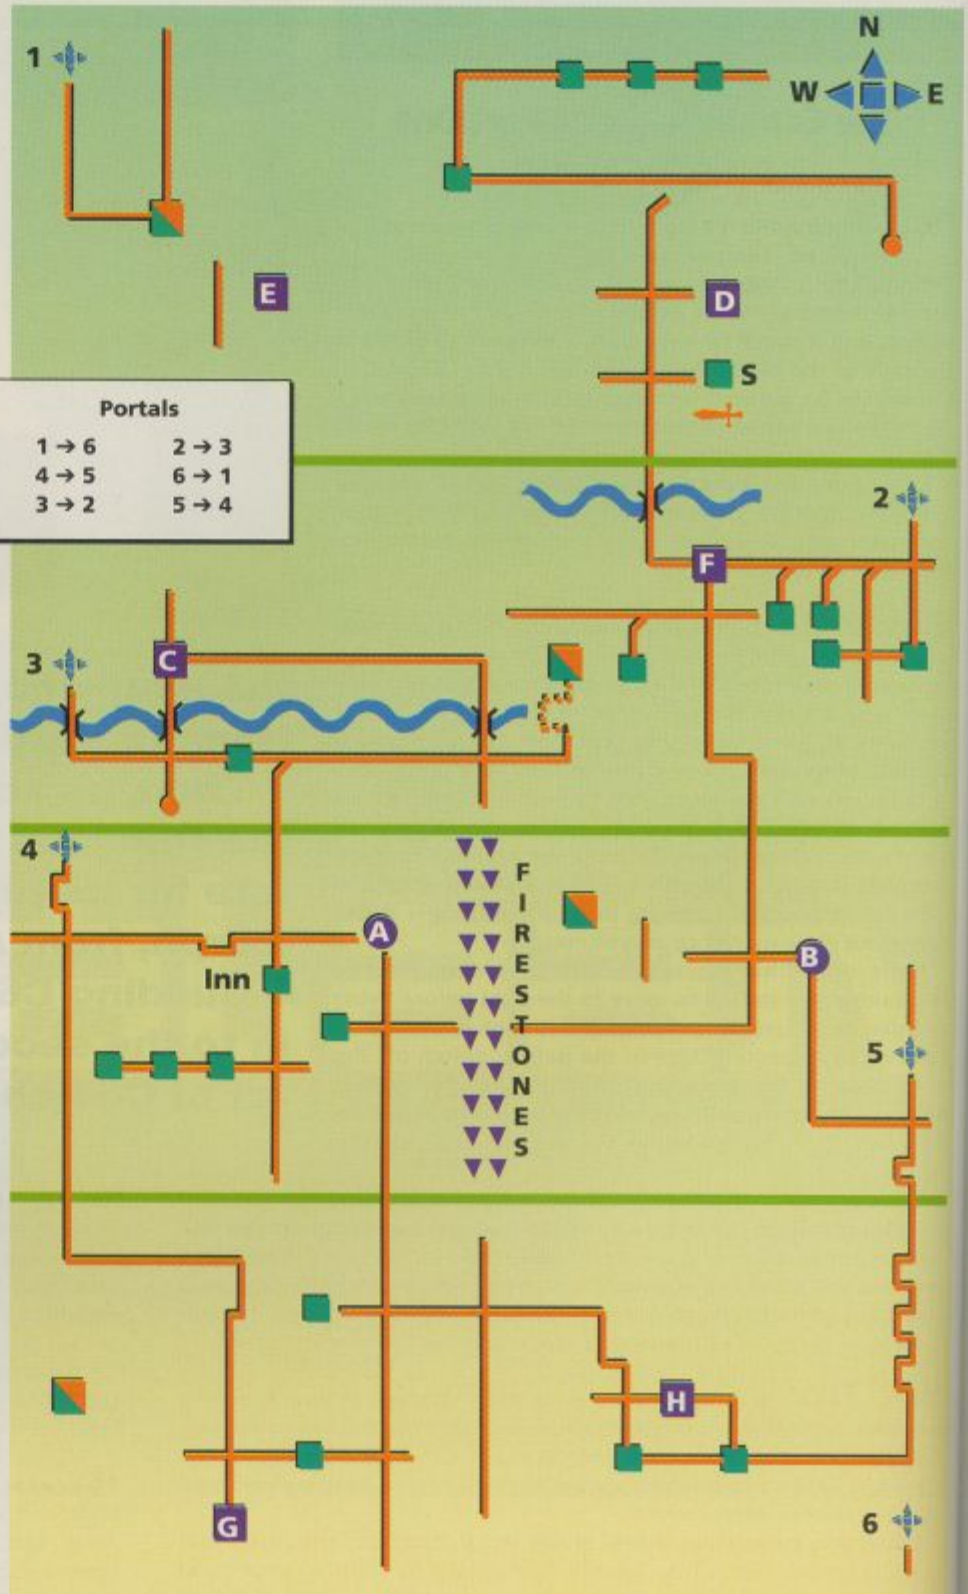 N
1
W E
E
D
S
Portals
1 → 6 2 → 3
4 → 5 6 → 1
3 → 2 5 → 4
2
F
C
3
4
FIRESTONES
A
B
Inn
5
H
G
6